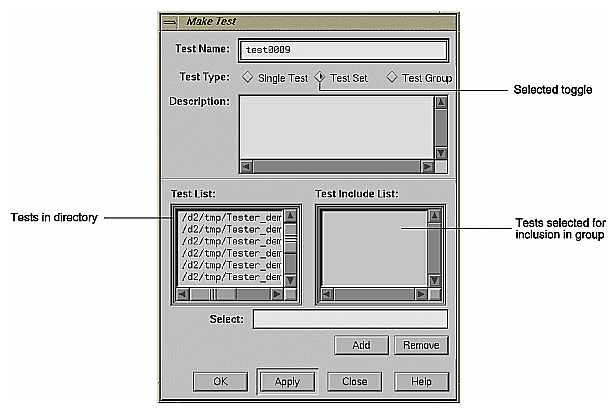 Make Test
Test Name: test0009
Test Type: Single Test Test Set Test Group
Selected toggle
Description:
Test List: Test Include List:
Tests in directory
/d2/tmp/Tester_dem
/d2/tmp/Tester_dem
/d2/tmp/Tester_dem
/d2/tmp/Tester_dem
/d2/tmp/Tester_dem
/d2/tmp/Tester_dem
Tests selected for
inclusion in group
Select:
Add Remove
OK Apply Close Help